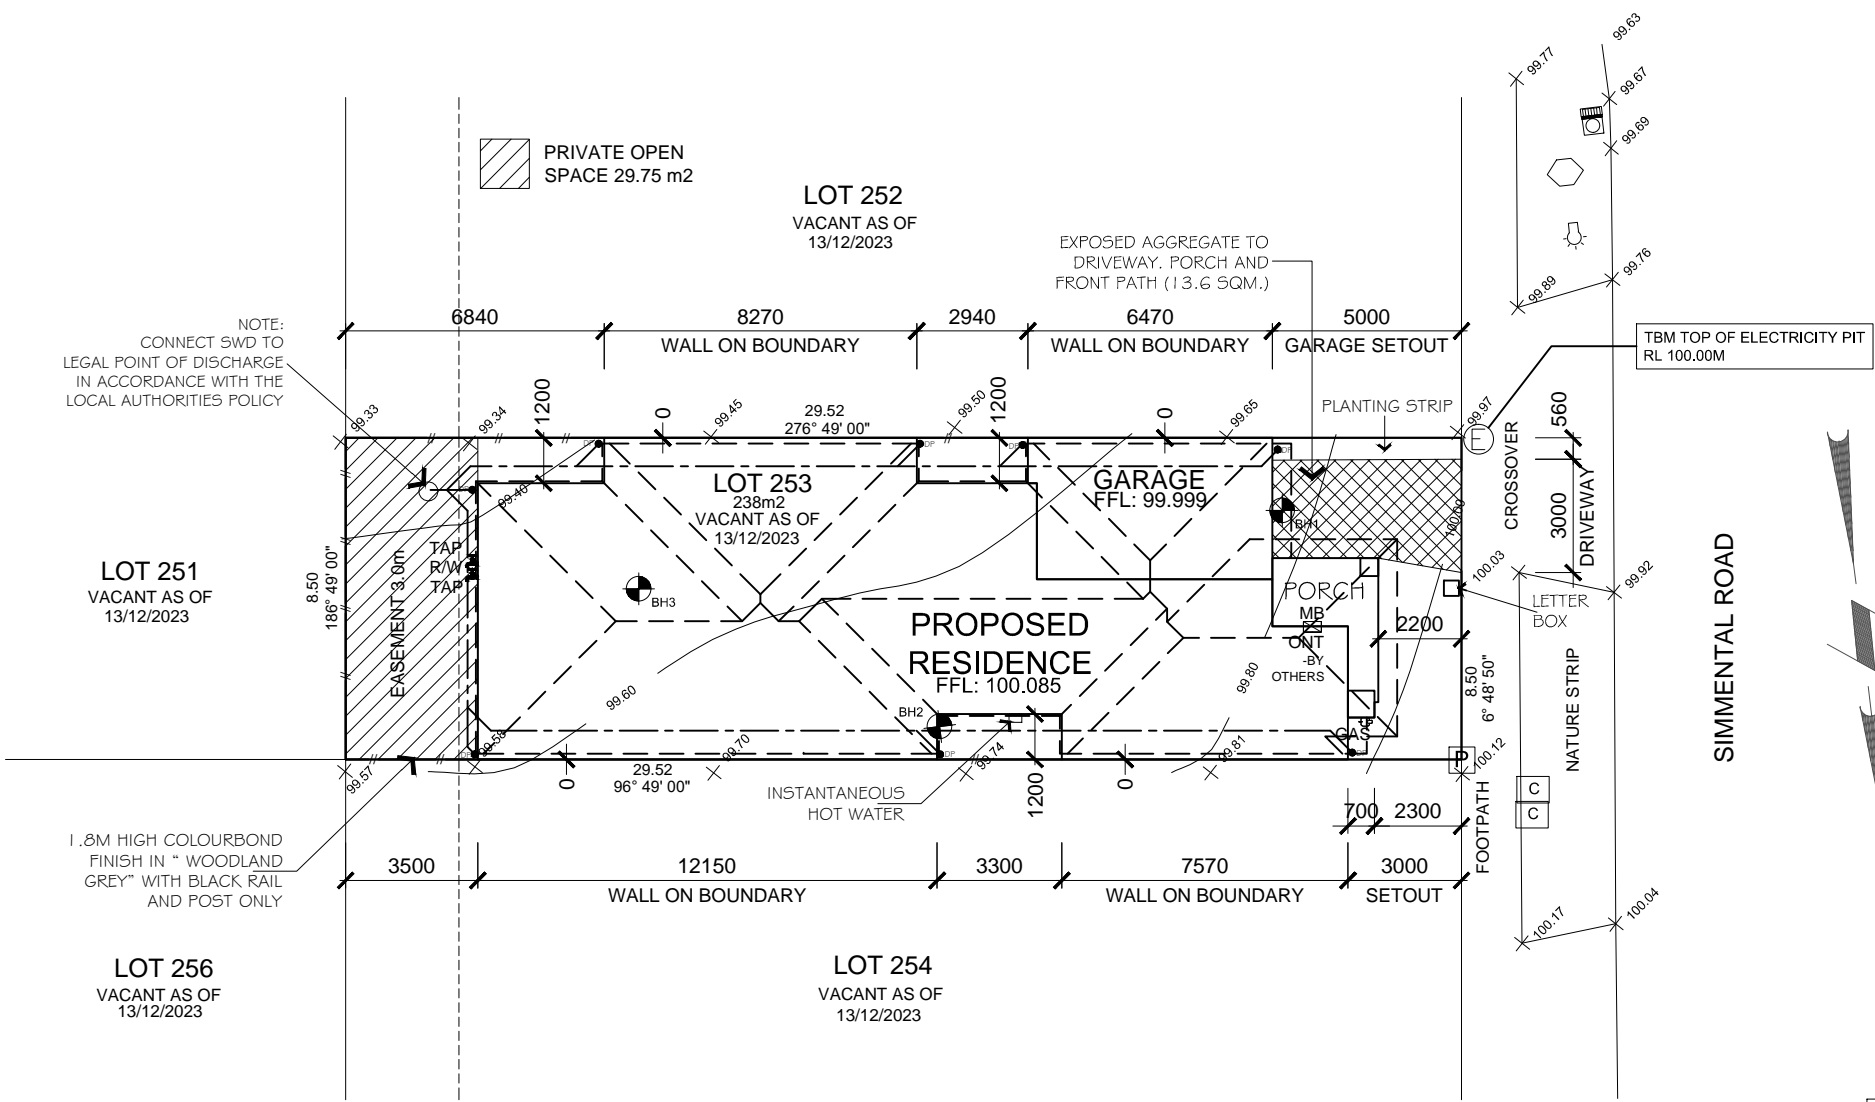 99.63
99.77
99.67
99.69
99.76
99.89
PRIVATE OPEN
SPACE 29.75 m2
LOT 252
VACANT AS OF
13/12/2023
EXPOSED AGGREGATE TO
DRIVEWAY, PORCH AND
FRONT PATH (13.6 SQM.)
NOTE:
CONNECT SWD TO
LEGAL POINT OF DISCHARGE
IN ACCORDANCE WITH THE
LOCAL AUTHORITIES POLICY
6840
8270
2940
6470
5000
WALL ON BOUNDARY
WALL ON BOUNDARY
GARAGE SETOUT
TBM TOP OF ELECTRICITY PIT
RL 100.00M
99.33
99.34
1200
0
99.45
29.52
276° 49' 00"
99.50
1200
0
99.65
PLANTING STRIP
99.97
E
560
CROSSOVER
3000
DRIVEWAY
DP
DP
DP
DP
LOT 253
238m2
VACANT AS OF
13/12/2023
GARAGE
FFL: 99.999
99.40
BH1
100.00
100.03
99.92
LOT 251
VACANT AS OF
13/12/2023
8.50
186° 49' 00"
EASEMENT 3.0m
TAP
R/W
TAP
BH3
PORCH
MB
ONT
-BY
OTHERS
2200
LETTER
BOX
PROPOSED
RESIDENCE
FFL: 100.085
SIMMENTAL ROAD
8.50
6° 48' 50"
NATURE STRIP
99.60
99.80
BH2
GAS
DP
DP
DP
P
99.57
99.58
29.52
96° 49' 00"
0
99.70
99.74
1200
0
99.81
100.12
INSTANTANEOUS
HOT WATER
700
2300
FOOTPATH
C
C
1.8M HIGH COLOURBOND
FINISH IN " WOODLAND
GREY" WITH BLACK RAIL
AND POST ONLY
3500
12150
3300
7570
3000
WALL ON BOUNDARY
WALL ON BOUNDARY
SETOUT
100.17
100.04
LOT 256
VACANT AS OF
13/12/2023
LOT 254
VACANT AS OF
13/12/2023